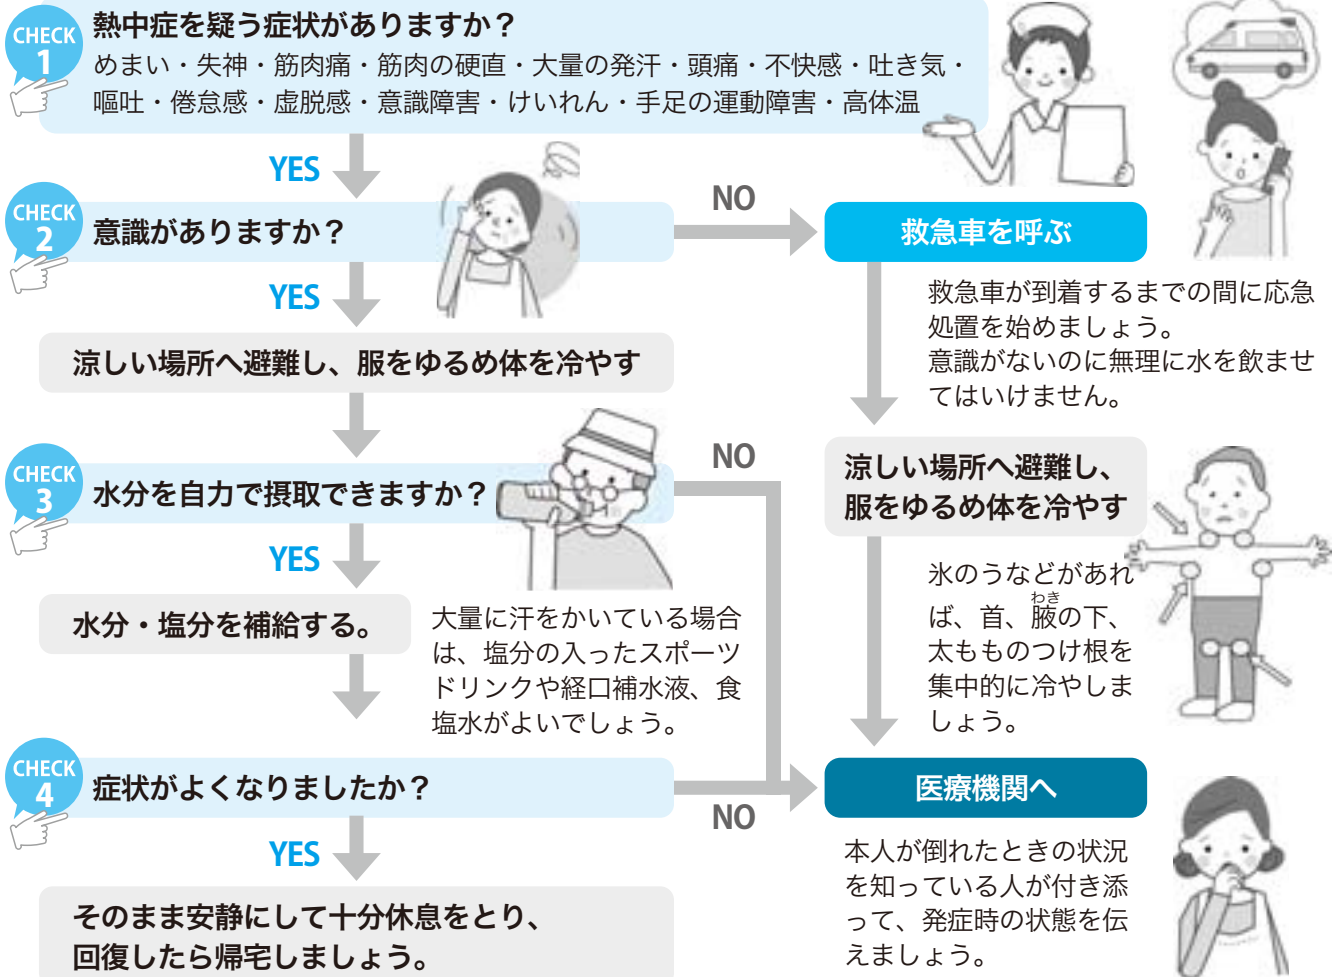 CHECK
1
熱中症を疑う症状がありますか？
めまい・失神・筋肉痛・筋肉の硬直・大量の発汗・頭痛・不快感・吐き気・
嘔吐・倦怠感・虚脱感・意識障害・けいれん・手足の運動障害・高体温
YES
CHECK
2
意識がありますか？
NO
救急車を呼ぶ
救急車が到着するまでの間に応急
処置を始めましょう。
意識がないのに無理に水を飲ませ
てはいけません。
YES
涼しい場所へ避難し、服をゆるめ体を冷やす
CHECK
3
水分を自力で摂取できますか？
NO
涼しい場所へ避難し、
服をゆるめ体を冷やす
氷のうなどがあれ
ば、首、腋の下、
わき
太もものつけ根を
集中的に冷やしま
しょう。
YES
水分・塩分を補給する。
大量に汗をかいている場合
は、塩分の入ったスポーツ
ドリンクや経口補水液、食
塩水がよいでしょう。
CHECK
4
症状がよくなりましたか？
NO
医療機関へ
本人が倒れたときの状況
を知っている人が付き添
って、発症時の状態を伝
えましょう。
YES
そのまま安静にして十分休息をとり、
回復したら帰宅しましょう。